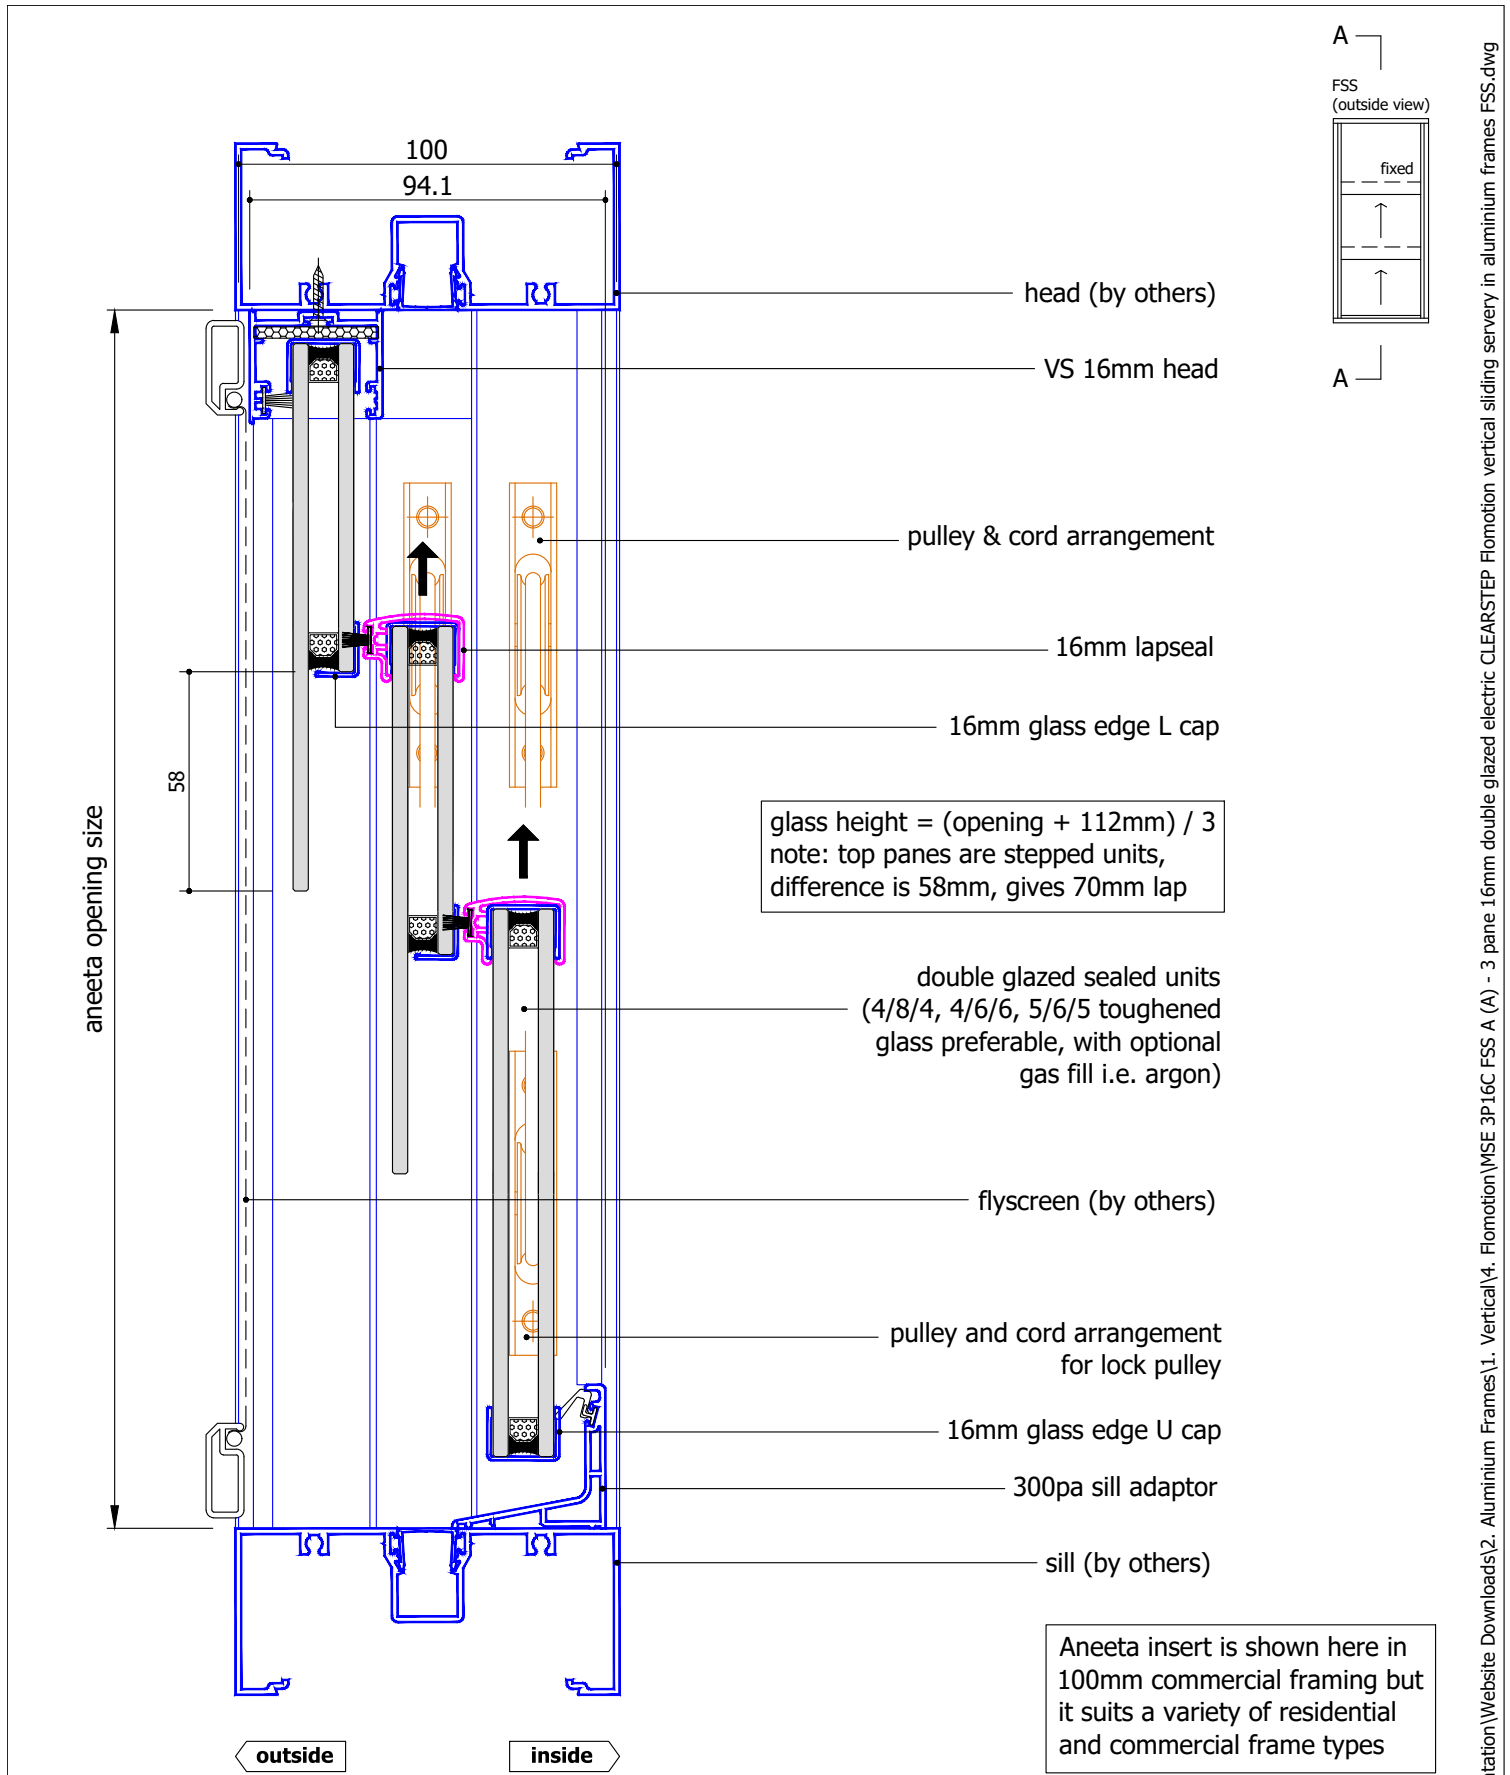 A
FSS
(outside view)
fixed
A
100
94.1
head (by others)
VS 16mm head
pulley & cord arrangement
16mm lapseal
16mm glass edge L cap
58
aneeta opening size
glass height = (opening + 112mm) / 3
note: top panes are stepped units,
difference is 58mm, gives 70mm lap
double glazed sealed units
(4/8/4, 4/6/6, 5/6/5 toughened
glass preferable, with optional
gas fill i.e. argon)
flyscreen (by others)
pulley and cord arrangement
for lock pulley
16mm glass edge U cap
300pa sill adaptor
sill (by others)
Aneeta insert is shown here in
100mm commercial framing but
it suits a variety of residential
and commercial frame types
outside
inside
tation\Website Downloads\2. Aluminium Frames\1. Vertical\4. Flomotion\MSE 3P16C FSS A (A) - 3 pane 16mm double glazed electric CLEARSTEP Flomotion vertical sliding servery in aluminium frames FSS.dwg